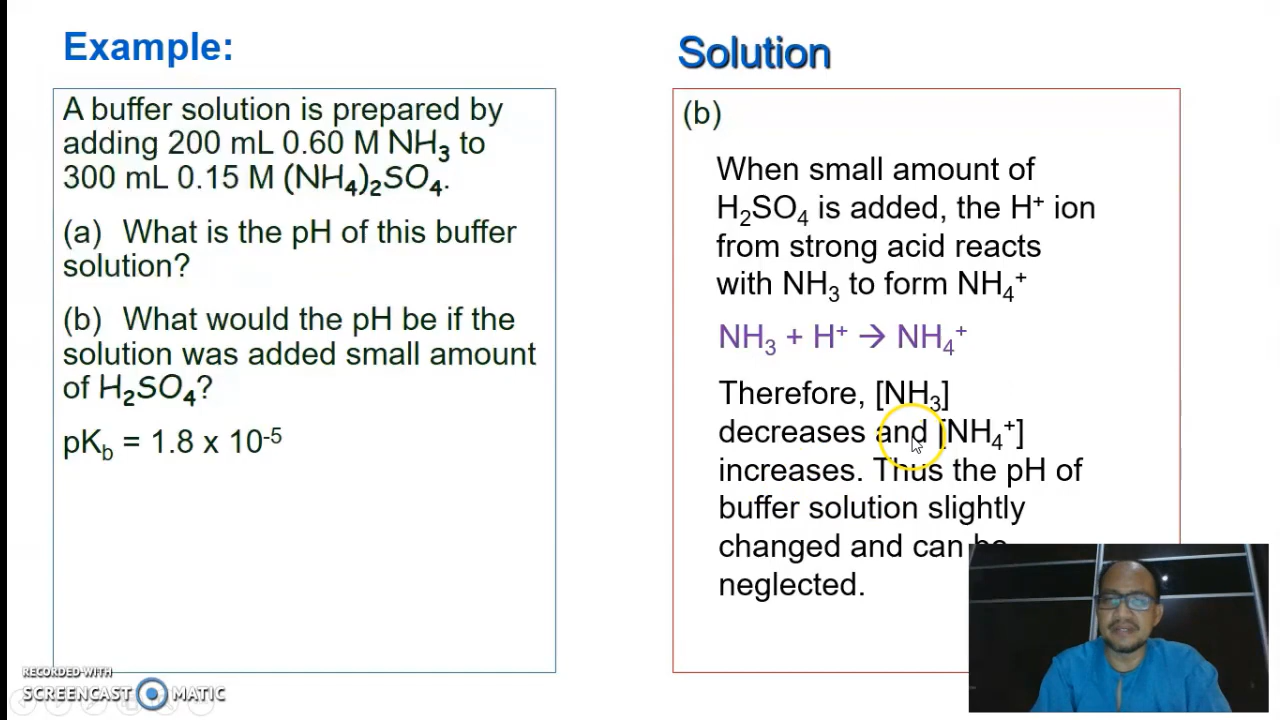 Example:
A buffer solution is prepared by
adding 200 mL 0.60 M NH₃ to
300 mL 0.15 M (NH₄)₂SO₄.
(a) What is the pH of this buffer
solution?
(b) What would the pH be if the
solution was added small amount
of H₂SO₄?
pK_b = 1.8 x 10⁻⁵
Solution
(b)
When small amount of
H₂SO₄ is added, the H⁺ ion
from strong acid reacts
with NH₃ to form NH₄⁺
NH₃ + H⁺ → NH₄⁺
Therefore, [NH₃]
decreases and [NH₄⁺]
increases. Thus the pH of
buffer solution slightly
changed and can be
neglected.
RECORDED WITH
SCREENCAST MATIC